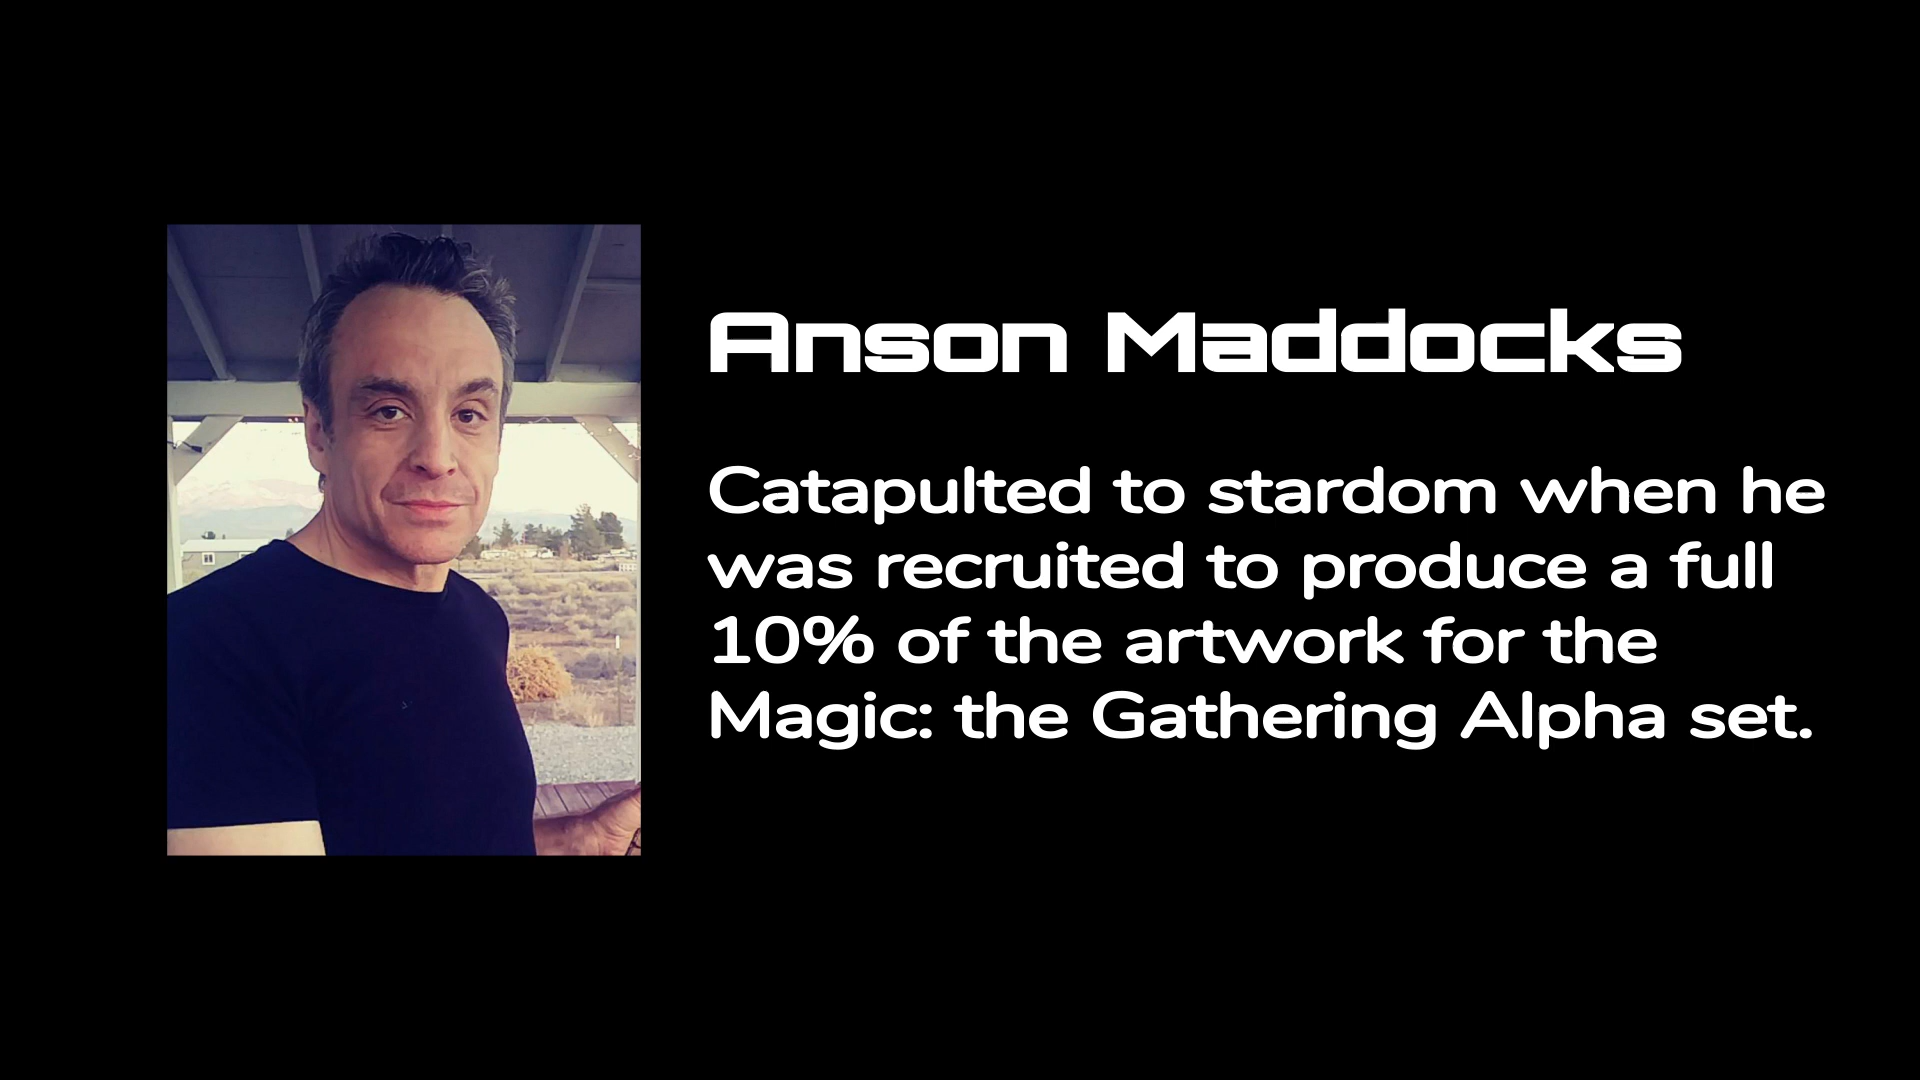 Anson Maddocks
Catapulted to stardom when he
was recruited to produce a full
10% of the artwork for the
Magic: the Gathering Alpha set.